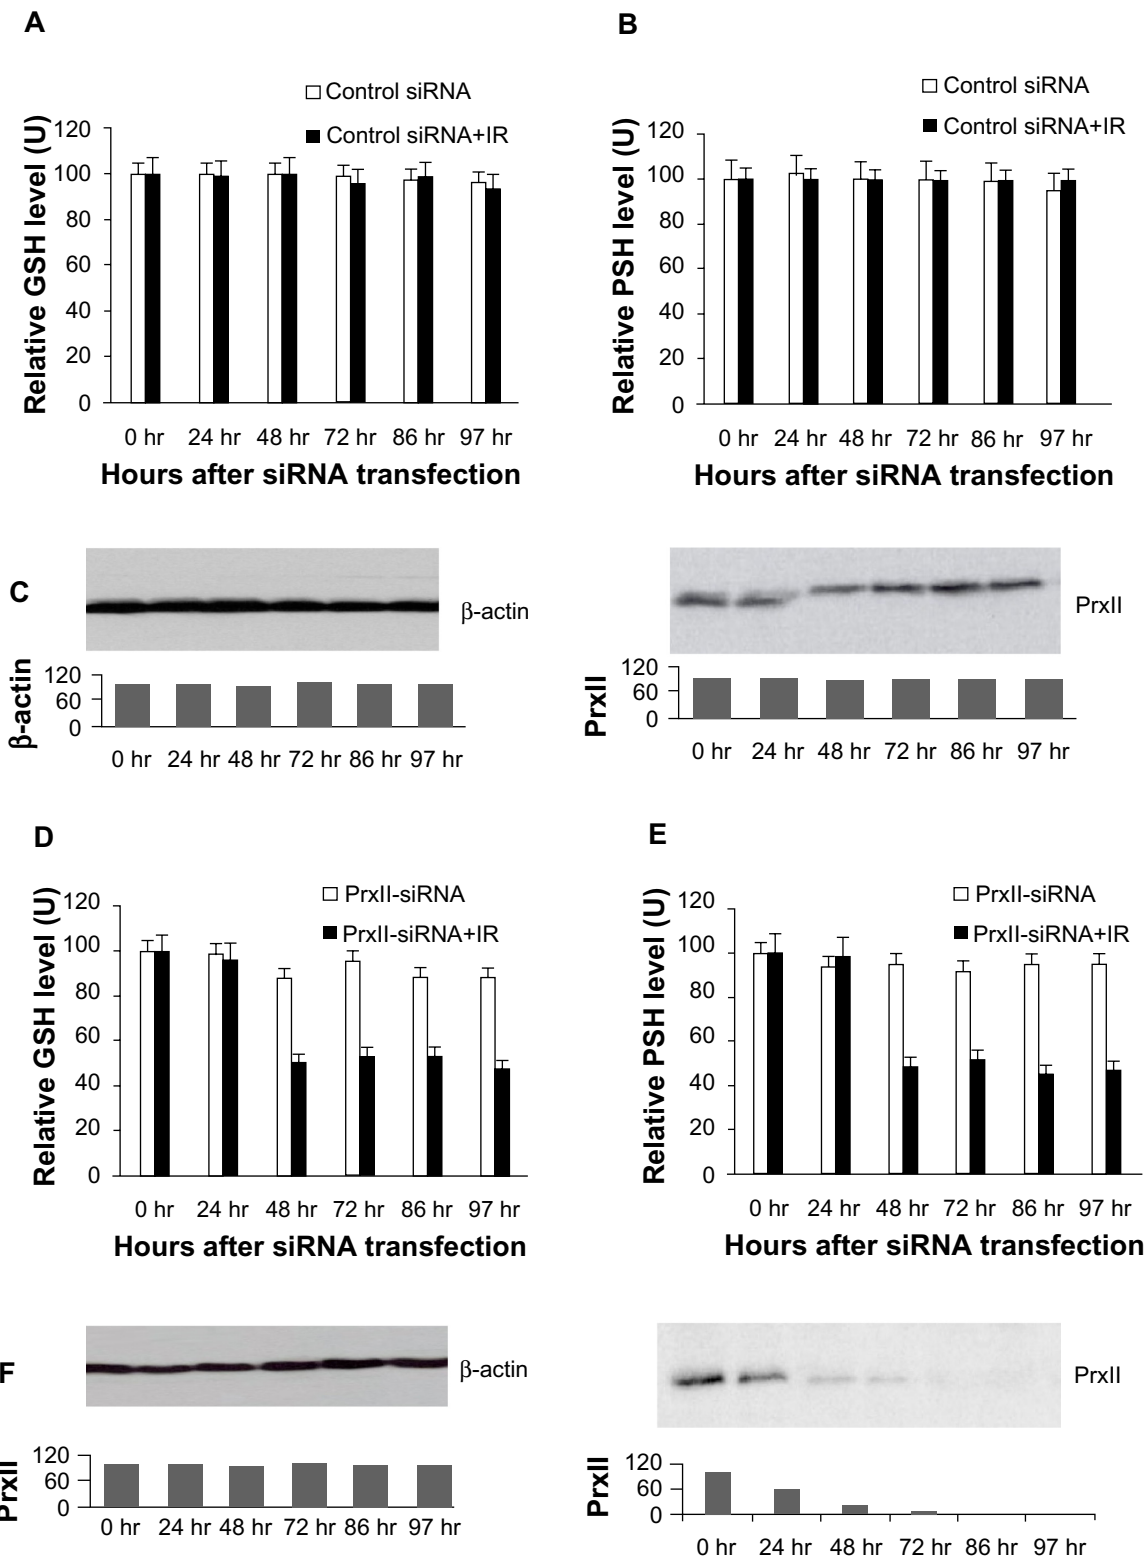 A
B
Control siRNA
Control siRNA+IR
Relative GSH level (U)
120
100
80
60
40
20
0
0 hr 24 hr 48 hr 72 hr 86 hr 97 hr
Hours after siRNA transfection
Control siRNA
Control siRNA+IR
Relative PSH level (U)
120
100
80
60
40
20
0
0 hr 24 hr 48 hr 72 hr 86 hr 97 hr
Hours after siRNA transfection
C
β-actin
β-actin
120
60
0
0 hr 24 hr 48 hr 72 hr 86 hr 97 hr
PrxII
PrxII
120
60
0
0 hr 24 hr 48 hr 72 hr 86 hr 97 hr
D
E
PrxII-siRNA
PrxII-siRNA+IR
Relative GSH level (U)
120
100
80
60
40
20
0
0 hr 24 hr 48 hr 72 hr 86 hr 97 hr
Hours after siRNA transfection
PrxII-siRNA
PrxII-siRNA+IR
Relative PSH level (U)
120
100
80
60
40
20
0
0 hr 24 hr 48 hr 72 hr 86 hr 97 hr
Hours after siRNA transfection
F
β-actin
PrxII
120
60
0
0 hr 24 hr 48 hr 72 hr 86 hr 97 hr
PrxII
PrxII
120
60
0
0 hr 24 hr 48 hr 72 hr 86 hr 97 hr